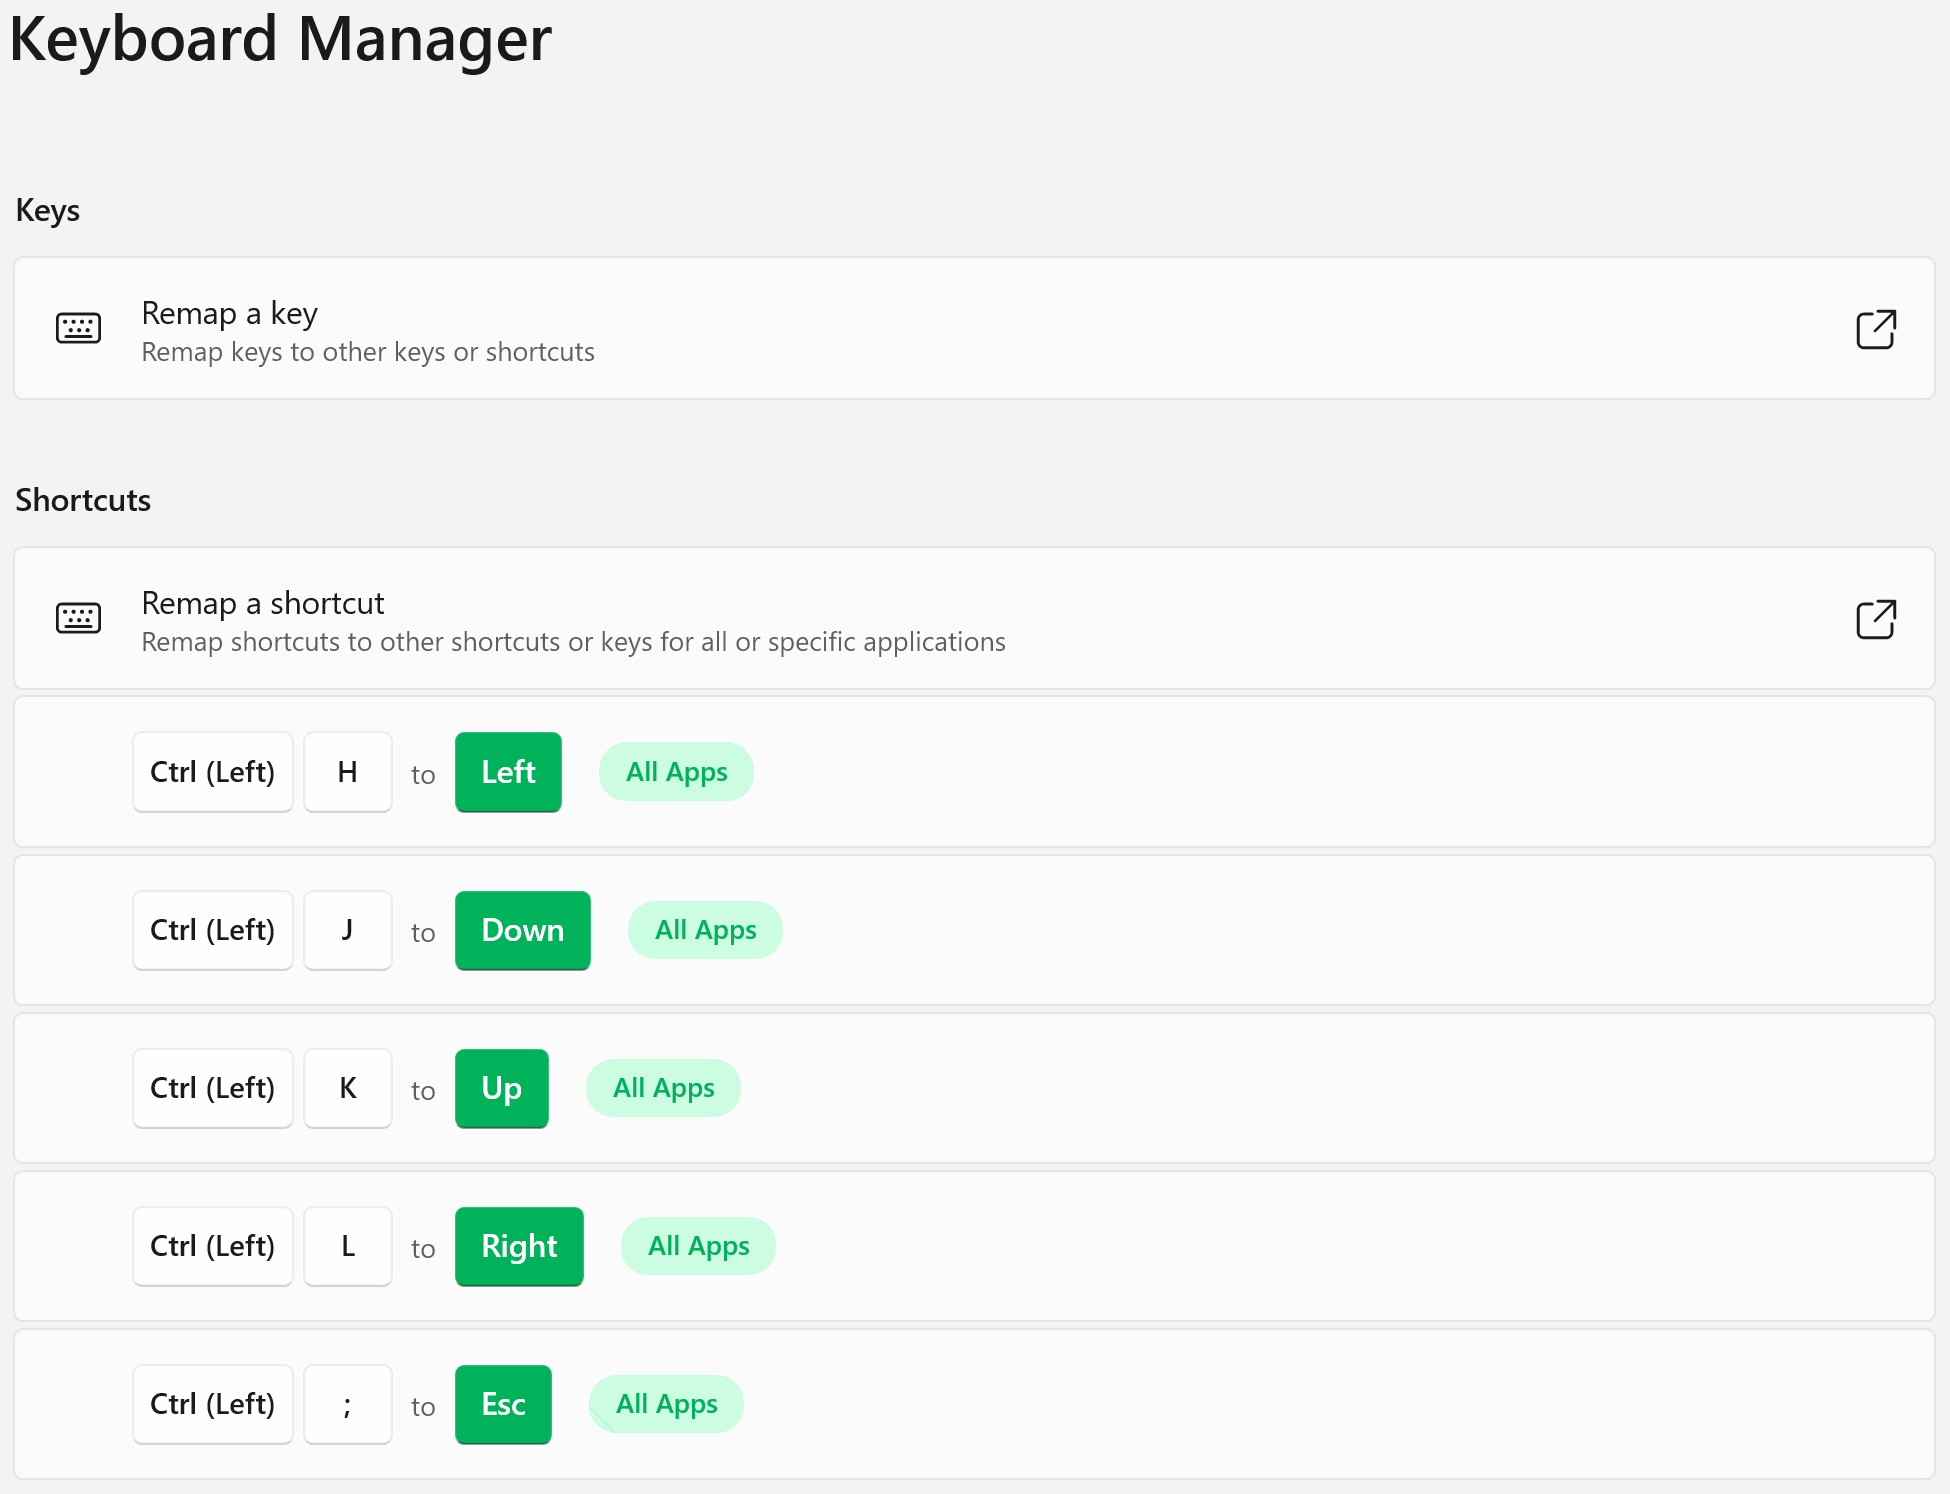 Keyboard Manager
Keys
Remap a key
Remap keys to other keys or shortcuts
Shortcuts
Remap a shortcut
Remap shortcuts to other shortcuts or keys for all or specific applications
Ctrl (Left) H to Left All Apps
Ctrl (Left) J to Down All Apps
Ctrl (Left) K to Up All Apps
Ctrl (Left) L to Right All Apps
Ctrl (Left) ; to Esc All Apps